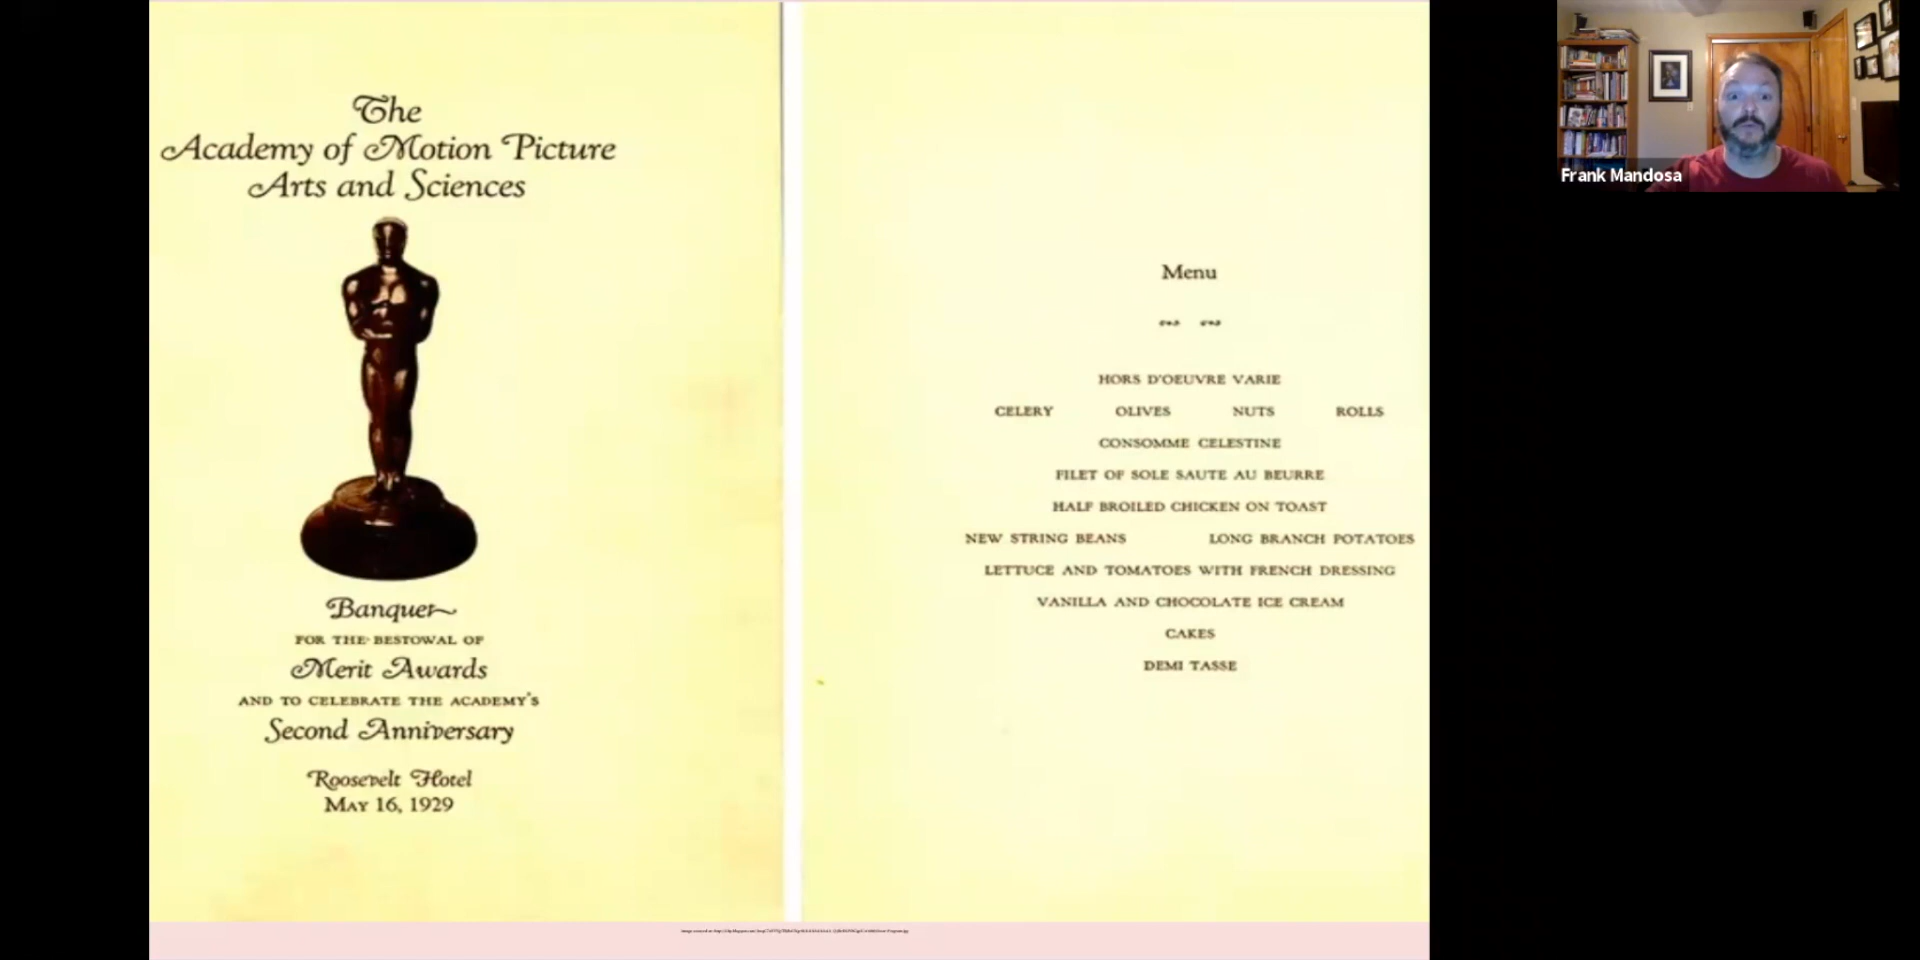 The
Academy of Motion Picture
Arts and Sciences
Banquet
FOR THE BESTOWAL OF
Merit Awards
AND TO CELEBRATE THE ACADEMY'S
Second Anniversary
Roosevelt Hotel
MAY 16, 1929
Menu
HORS D'OEUVRE VARIE
CELERY OLIVES NUTS ROLLS
CONSOMME CELESTINE
FILET OF SOLE SAUTE AU BEURRE
HALF BROILED CHICKEN ON TOAST
NEW STRING BEANS LONG BRANCH POTATOES
LETTUCE AND TOMATOES WITH FRENCH DRESSING
VANILLA AND CHOCOLATE ICE CREAM
CAKES
DEMI TASSE
Frank Mandosa